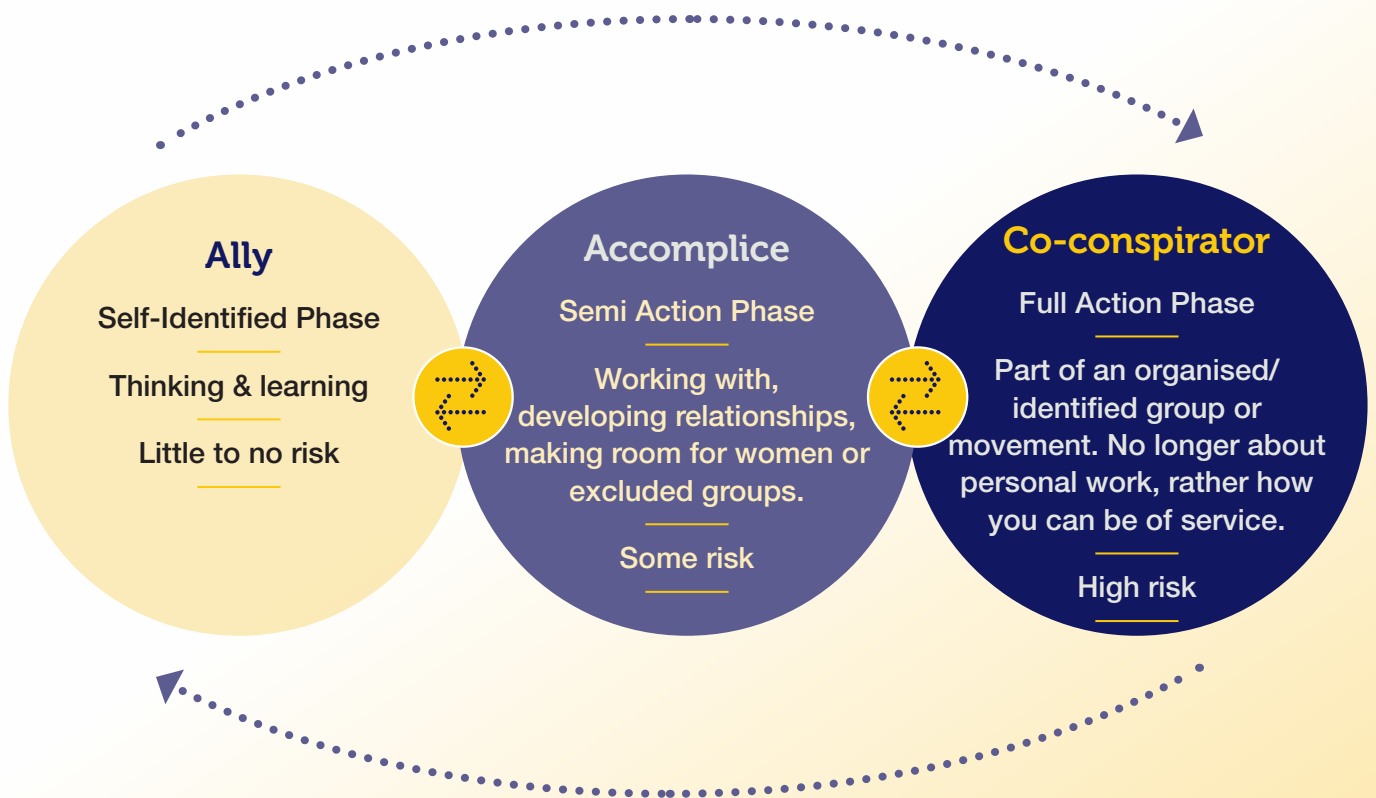 Ally
Self-Identified Phase
Thinking & learning
Little to no risk
Accomplice
Semi Action Phase
Working with,
developing relationships,
making room for women or
excluded groups.
Some risk
Co-conspirator
Full Action Phase
Part of an organised/
identified group or
movement. No longer about
personal work, rather how
you can be of service.
High risk